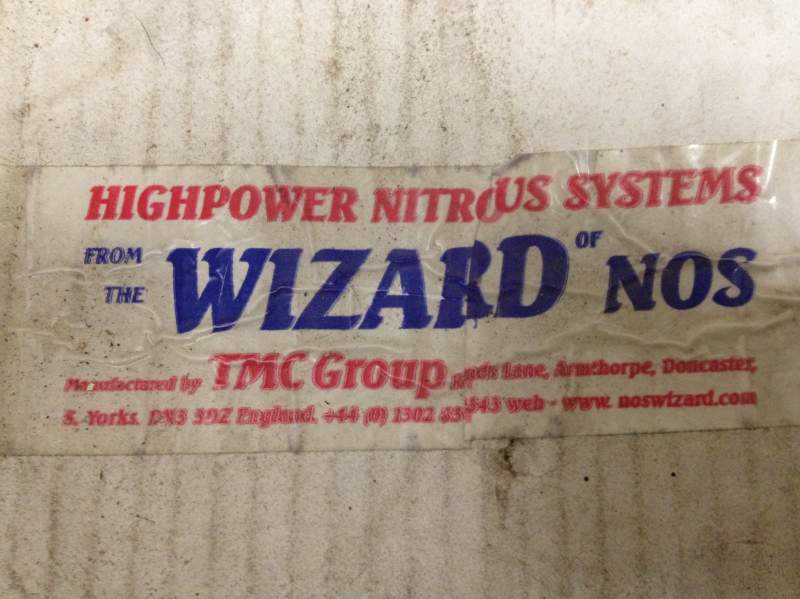 HIGHPOWER NITROUS SYSTEMS
FROM THE WIZARD OF NOS
Manufactured by TMC Group Lane, Armthorpe, Doncaster,
S. Yorks. DN3 3DZ England. +44 (0) 1302 343 web - www. noswizard.com